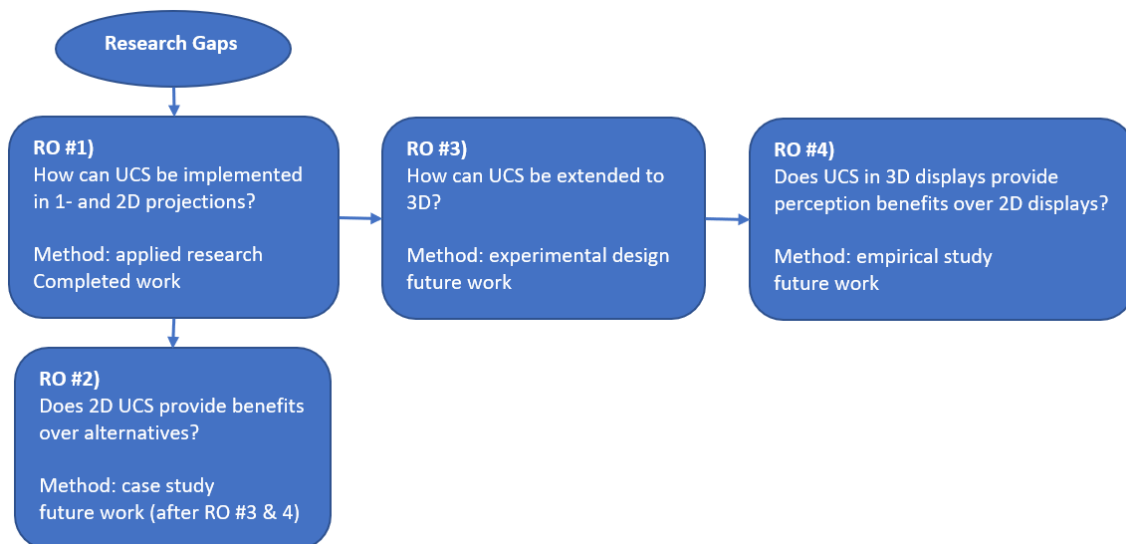 Research Gaps
RO #1)
How can UCS be implemented
in 1- and 2D projections?
Method: applied research
Completed work
RO #3)
How can UCS be extended to
3D?
Method: experimental design
future work
RO #4)
Does UCS in 3D displays provide
perception benefits over 2D displays?
Method: empirical study
future work
RO #2)
Does 2D UCS provide benefits
over alternatives?
Method: case study
future work (after RO #3 & 4)